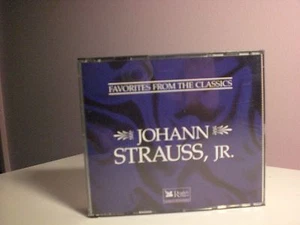 FAVORITES FROM THE CLASSICS
JOHANN
STRAUSS, JR.